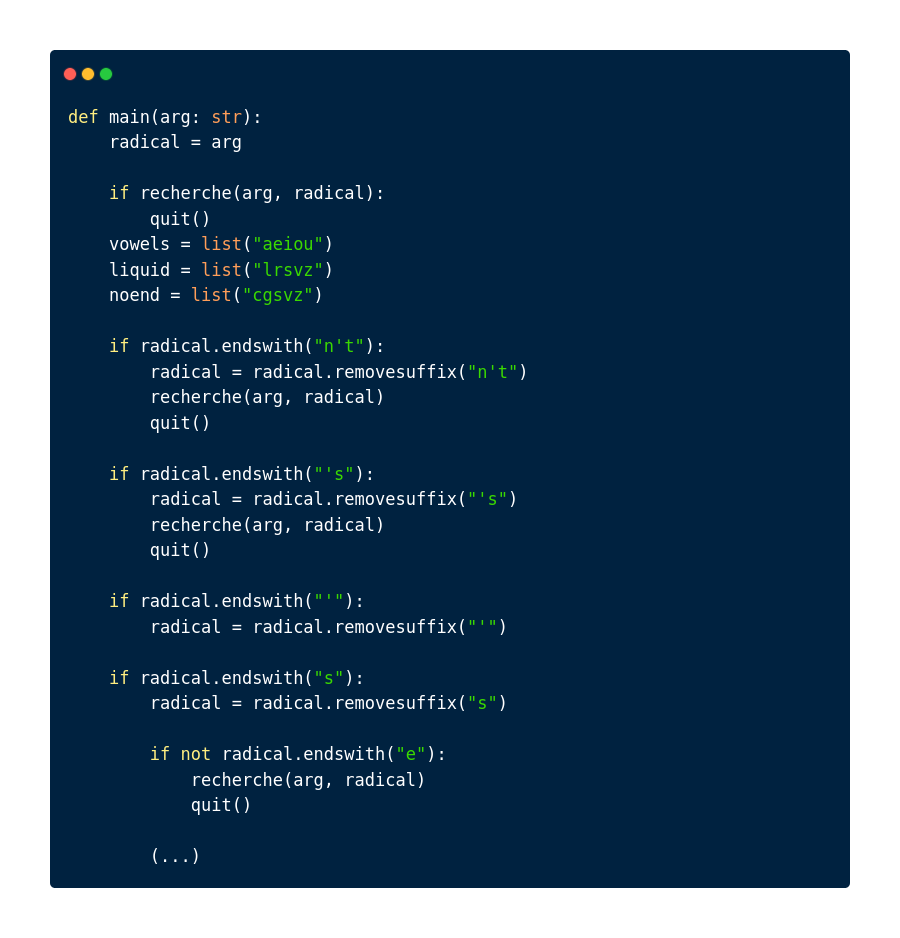 def main(arg: str):
    radical = arg

    if recherche(arg, radical):
        quit()
    vowels = list("aeiou")
    liquid = list("lrsvz")
    noend = list("cgsvz")

    if radical.endswith("n't"):
        radical = radical.removesuffix("n't")
        recherche(arg, radical)
        quit()

    if radical.endswith("'s"):
        radical = radical.removesuffix("'s")
        recherche(arg, radical)
        quit()

    if radical.endswith("'"):
        radical = radical.removesuffix("'")

    if radical.endswith("s"):
        radical = radical.removesuffix("s")

        if not radical.endswith("e"):
            recherche(arg, radical)
            quit()

        (...)